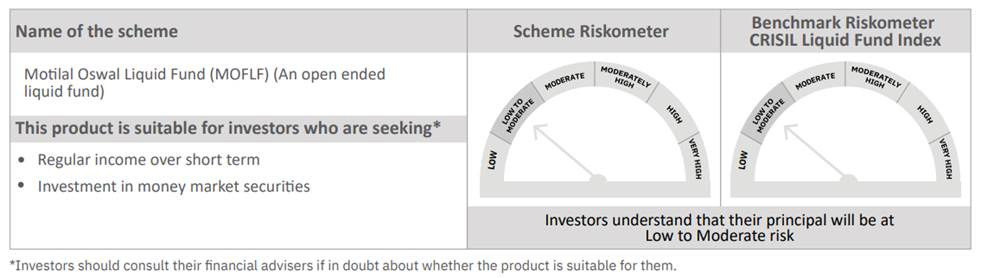 Name of the scheme
Scheme Riskometer
Benchmark Riskometer
CRISIL Liquid Fund Index
Motilal Oswal Liquid Fund (MOFLF) (An open ended
liquid fund)
This product is suitable for investors who are seeking*
• Regular income over short term
• Investment in money market securities
LOW
LOW TO
MODERATE
MODERATE
MODERATELY
HIGH
HIGH
VERY HIGH
LOW
LOW TO
MODERATE
MODERATE
MODERATELY
HIGH
HIGH
VERY HIGH
Investors understand that their principal will be at
Low to Moderate risk
*Investors should consult their financial advisers if in doubt about whether the product is suitable for them.